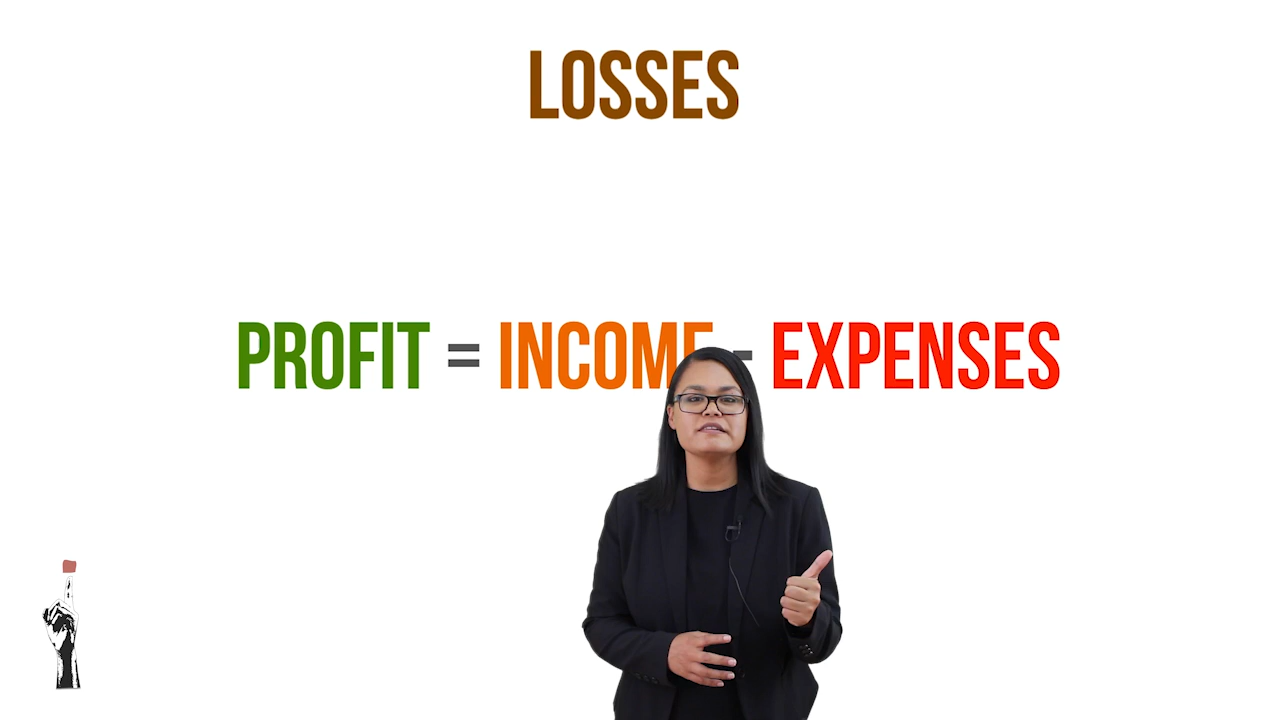 LOSSES
PROFIT = INCOME - EXPENSES